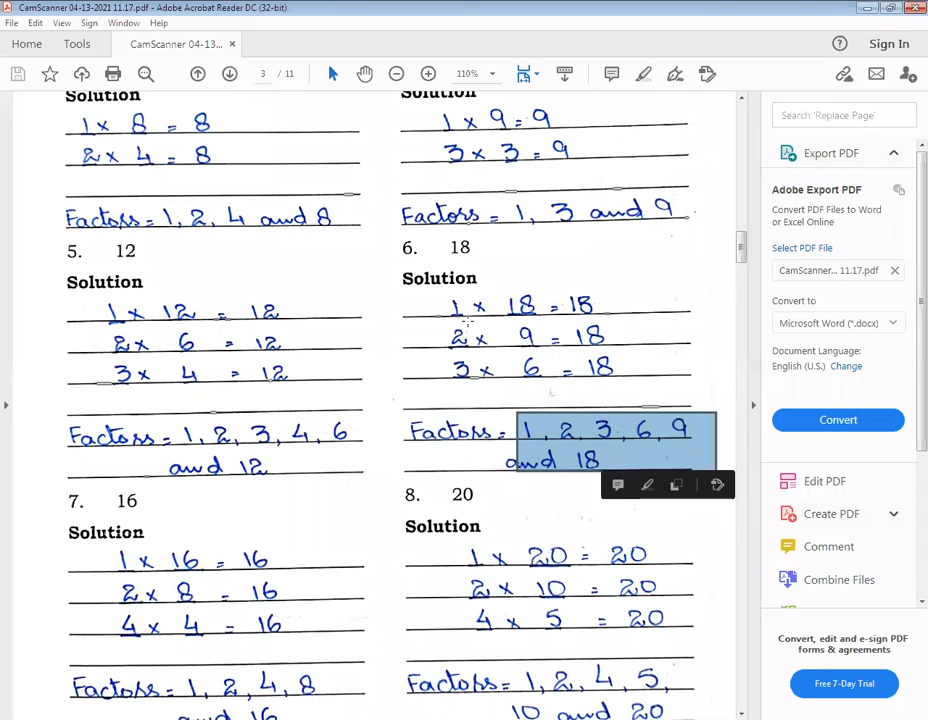 CamScanner 04-13-2021 11.17.pdf - Adobe Acrobat Reader DC (32-bit)
File Edit View Sign Window Help
Home Tools CamScanner 04-13... × Sign In
3 / 11 110%
Solution
1 × 8 = 8
2 × 4 = 8
Factors = 1, 2, 4 and 8
Solution
1 × 9 = 9
3 × 3 = 9
Factors = 1, 3 and 9
5. 12
Solution
1 × 12 = 12
2 × 6 = 12
3 × 4 = 12
Factors = 1, 2, 3, 4, 6
and 12
6. 18
Solution
1 × 18 = 18
2 × 9 = 18
3 × 6 = 18
Factors = 1, 2, 3, 6, 9
and 18
7. 16
Solution
1 × 16 = 16
2 × 8 = 16
4 × 4 = 16
Factors = 1, 2, 4, 8
and 16
8. 20
Solution
1 × 20 = 20
2 × 10 = 20
4 × 5 = 20
Factors = 1, 2, 4, 5,
10 and 20
Search 'Replace Page'
Export PDF
Adobe Export PDF
Convert PDF Files to Word
or Excel Online
Select PDF File
CamScanner ... 11.17.pdf ×
Convert to
Microsoft Word (*.docx)
Document Language:
English (U.S.) Change
Convert
Edit PDF
Create PDF
Comment
Combine Files
Convert, edit and e-sign PDF
forms & agreements
Free 7-Day Trial